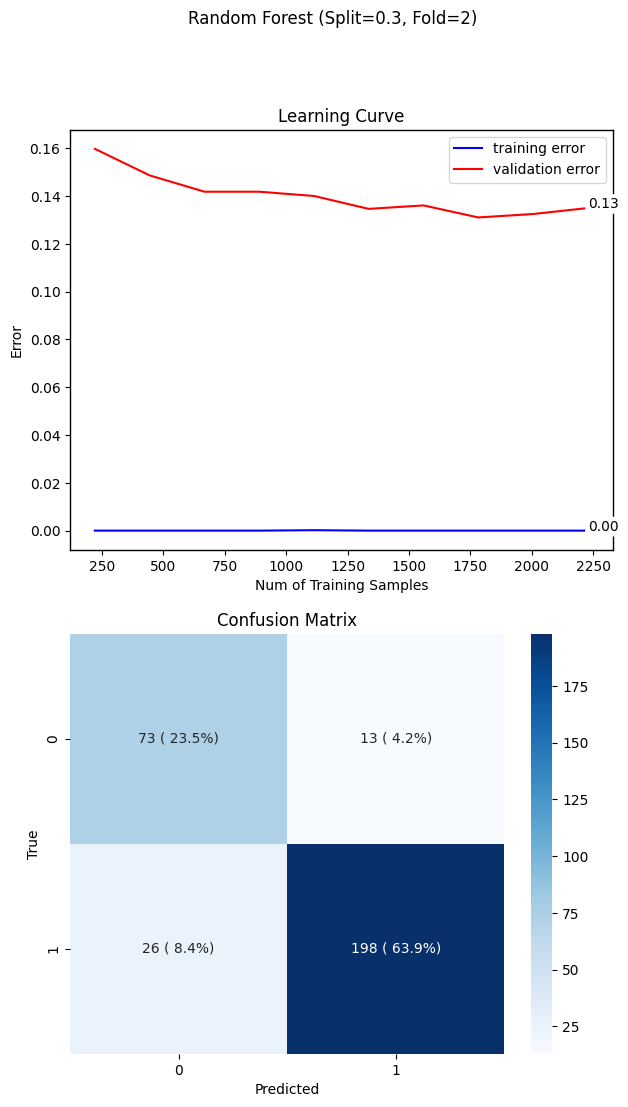 Random Forest (Split=0.3, Fold=2)
Learning Curve
training error
validation error
0.16
0.14
0.12
0.10
0.08
0.06
0.04
0.02
0.00
Error
0.13
0.00
250 500 750 1000 1250 1500 1750 2000 2250
Num of Training Samples
Confusion Matrix
0
1
True
73 ( 23.5%) 13 ( 4.2%)
26 ( 8.4%) 198 ( 63.9%)
0 1
Predicted
175
150
125
100
75
50
25